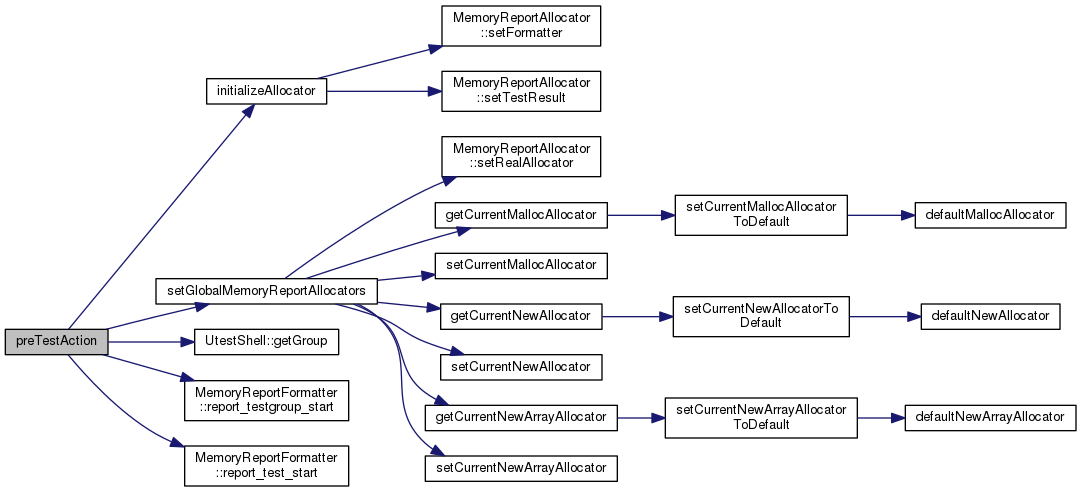 MemoryReportAllocator
::setFormatter
initializeAllocator
MemoryReportAllocator
::setTestResult
MemoryReportAllocator
::setRealAllocator
getCurrentMallocAllocator
setCurrentMallocAllocator
ToDefault
defaultMallocAllocator
setCurrentMallocAllocator
setGlobalMemoryReportAllocators
getCurrentNewAllocator
setCurrentNewAllocatorTo
Default
defaultNewAllocator
preTestAction
UtestShell::getGroup
setCurrentNewAllocator
MemoryReportFormatter
::report_testgroup_start
getCurrentNewArrayAllocator
setCurrentNewArrayAllocator
ToDefault
defaultNewArrayAllocator
MemoryReportFormatter
::report_test_start
setCurrentNewArrayAllocator